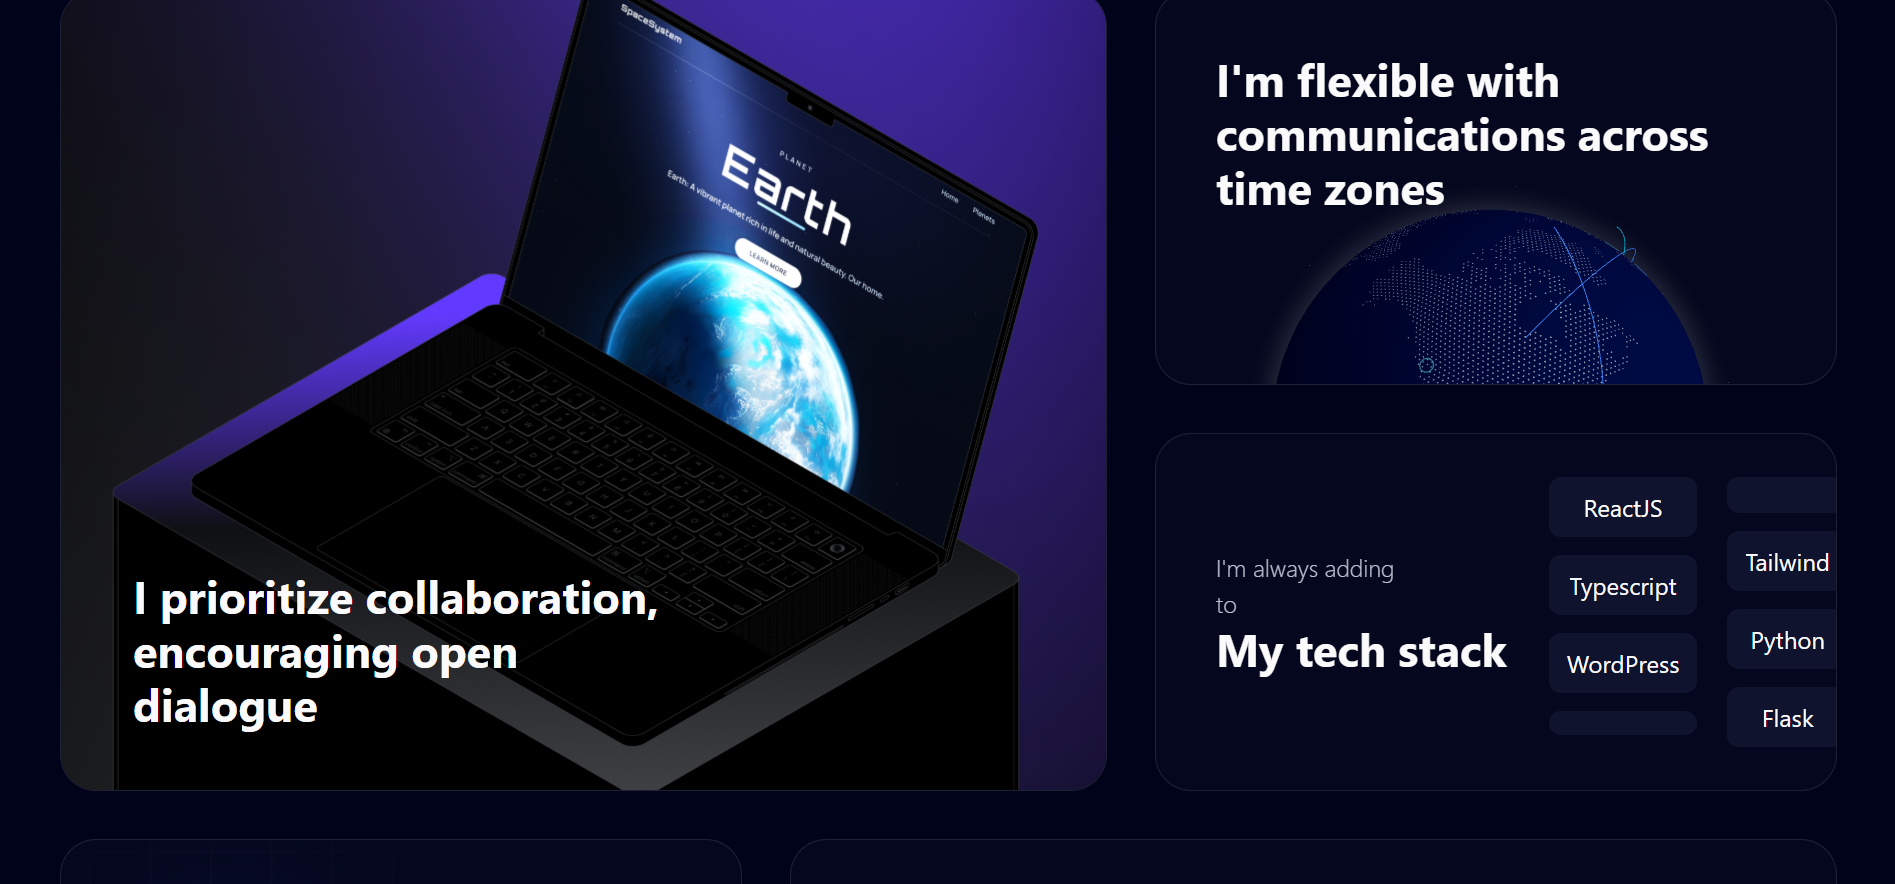 SpaceSystem
Home
Planets
PLANET
Earth
Earth: A vibrant planet rich in life and natural beauty. Our home.
LEARN MORE
I prioritize collaboration,
encouraging open
dialogue
I'm flexible with
communications across
time zones
I'm always adding
to
My tech stack
ReactJS
Typescript
WordPress
Tailwind
Python
Flask